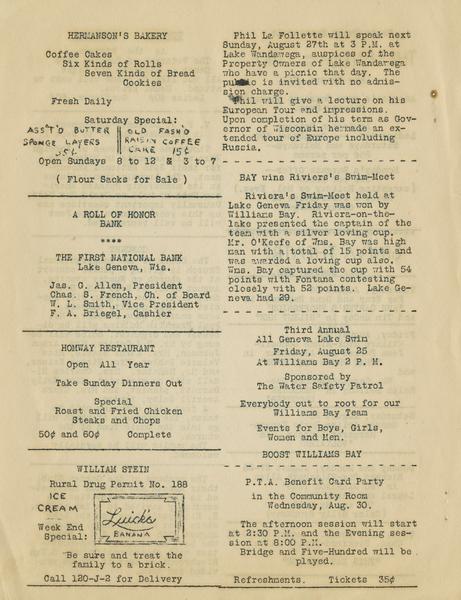 HERMANSON'S BAKERY
Coffee Cakes
Six Kinds of Rolls
Seven Kinds of Bread
Cookies
Fresh Daily
Saturday Special:
ASS'T'D BUTTER
SPONGE LAYERS
35¢
OLD FASH'D
RAISIN COFFEE
CAKE 15¢
Open Sundays 8 to 12 & 3 to 7
( Flour Sacks for Sale )
A ROLL OF HONOR
BANK
****
THE FIRST NATIONAL BANK
Lake Geneva, Wis.
Jas. G. Allen, President
Chas. S. French, Ch. of Board
W. L. Smith, Vice President
F. A. Briegel, Cashier
HOMWAY RESTAURANT
Open All Year
Take Sunday Dinners Out
Special
Roast and Fried Chicken
Steaks and Chops
50¢ and 60¢ Complete
WILLIAM STEIN
Rural Drug Permit No. 188
ICE
CREAM
Week End
Special:
Luick's
BANANA
Be sure and treat the
family to a brick.
Call 120-J-2 for Delivery
Phil La Follette will speak next
Sunday, August 27th at 3 P.M. at
Lake Wandawega, auspices of the
Property Owners of Lake Wandawega
who have a picnic that day. The
public is invited with no admis-
sion charge.
Phil will give a lecture on his
European Tour and impressions.
Upon completion of his term as Gov-
ernor of Wisconsin hemade an ex-
tended tour of Europe including
Russia.
BAY wins Riviers's Swim-Meet
Riviera's Swim-Meet held at
Lake Geneva Friday was won by
Williams Bay. Riviera-on-the-
lake presented the captain of the
team with a silver loving cup.
Mr. O'Keefe of Wms. Bay was high
man with a total of 15 points and
was awarded a loving cup also.
Wms. Bay captured the cup with 54
points with Fontana contesting
closely with 52 points. Lake Ge-
neva had 29.
Third Annual
All Geneva Lake Swim
Friday, August 25
At Williams Bay 2 P. M.
Sponsored by
The Water Safety Patrol
Everybody out to root for our
Williams Bay Team
Events for Boys, Girls,
Women and Men.
BOOST WILLIAMS BAY
P.T.A. Benefit Card Party
in the Community Room
Wednesday, Aug. 30.
The afternoon session will start
at 2:30 P.M. and the Evening ses-
sion at 8:00 P.M.
Bridge and Five-Hundred will be
played.
Refreshments. Tickets 35¢